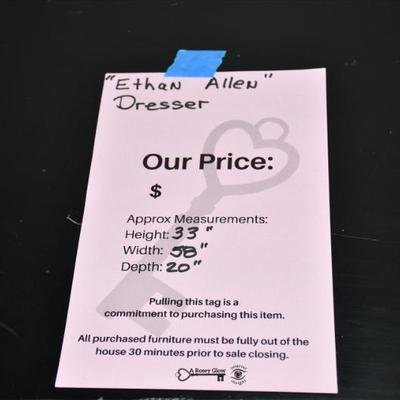 "Ethan Allen"
Dresser
Our Price:
$
Approx Measurements:
Height: 33"
Width: 58"
Depth: 20"
Pulling this tag is a
commitment to purchasing this item.
All purchased furniture must be fully out of the
house 30 minutes prior to sale closing.
A Rosey Glow